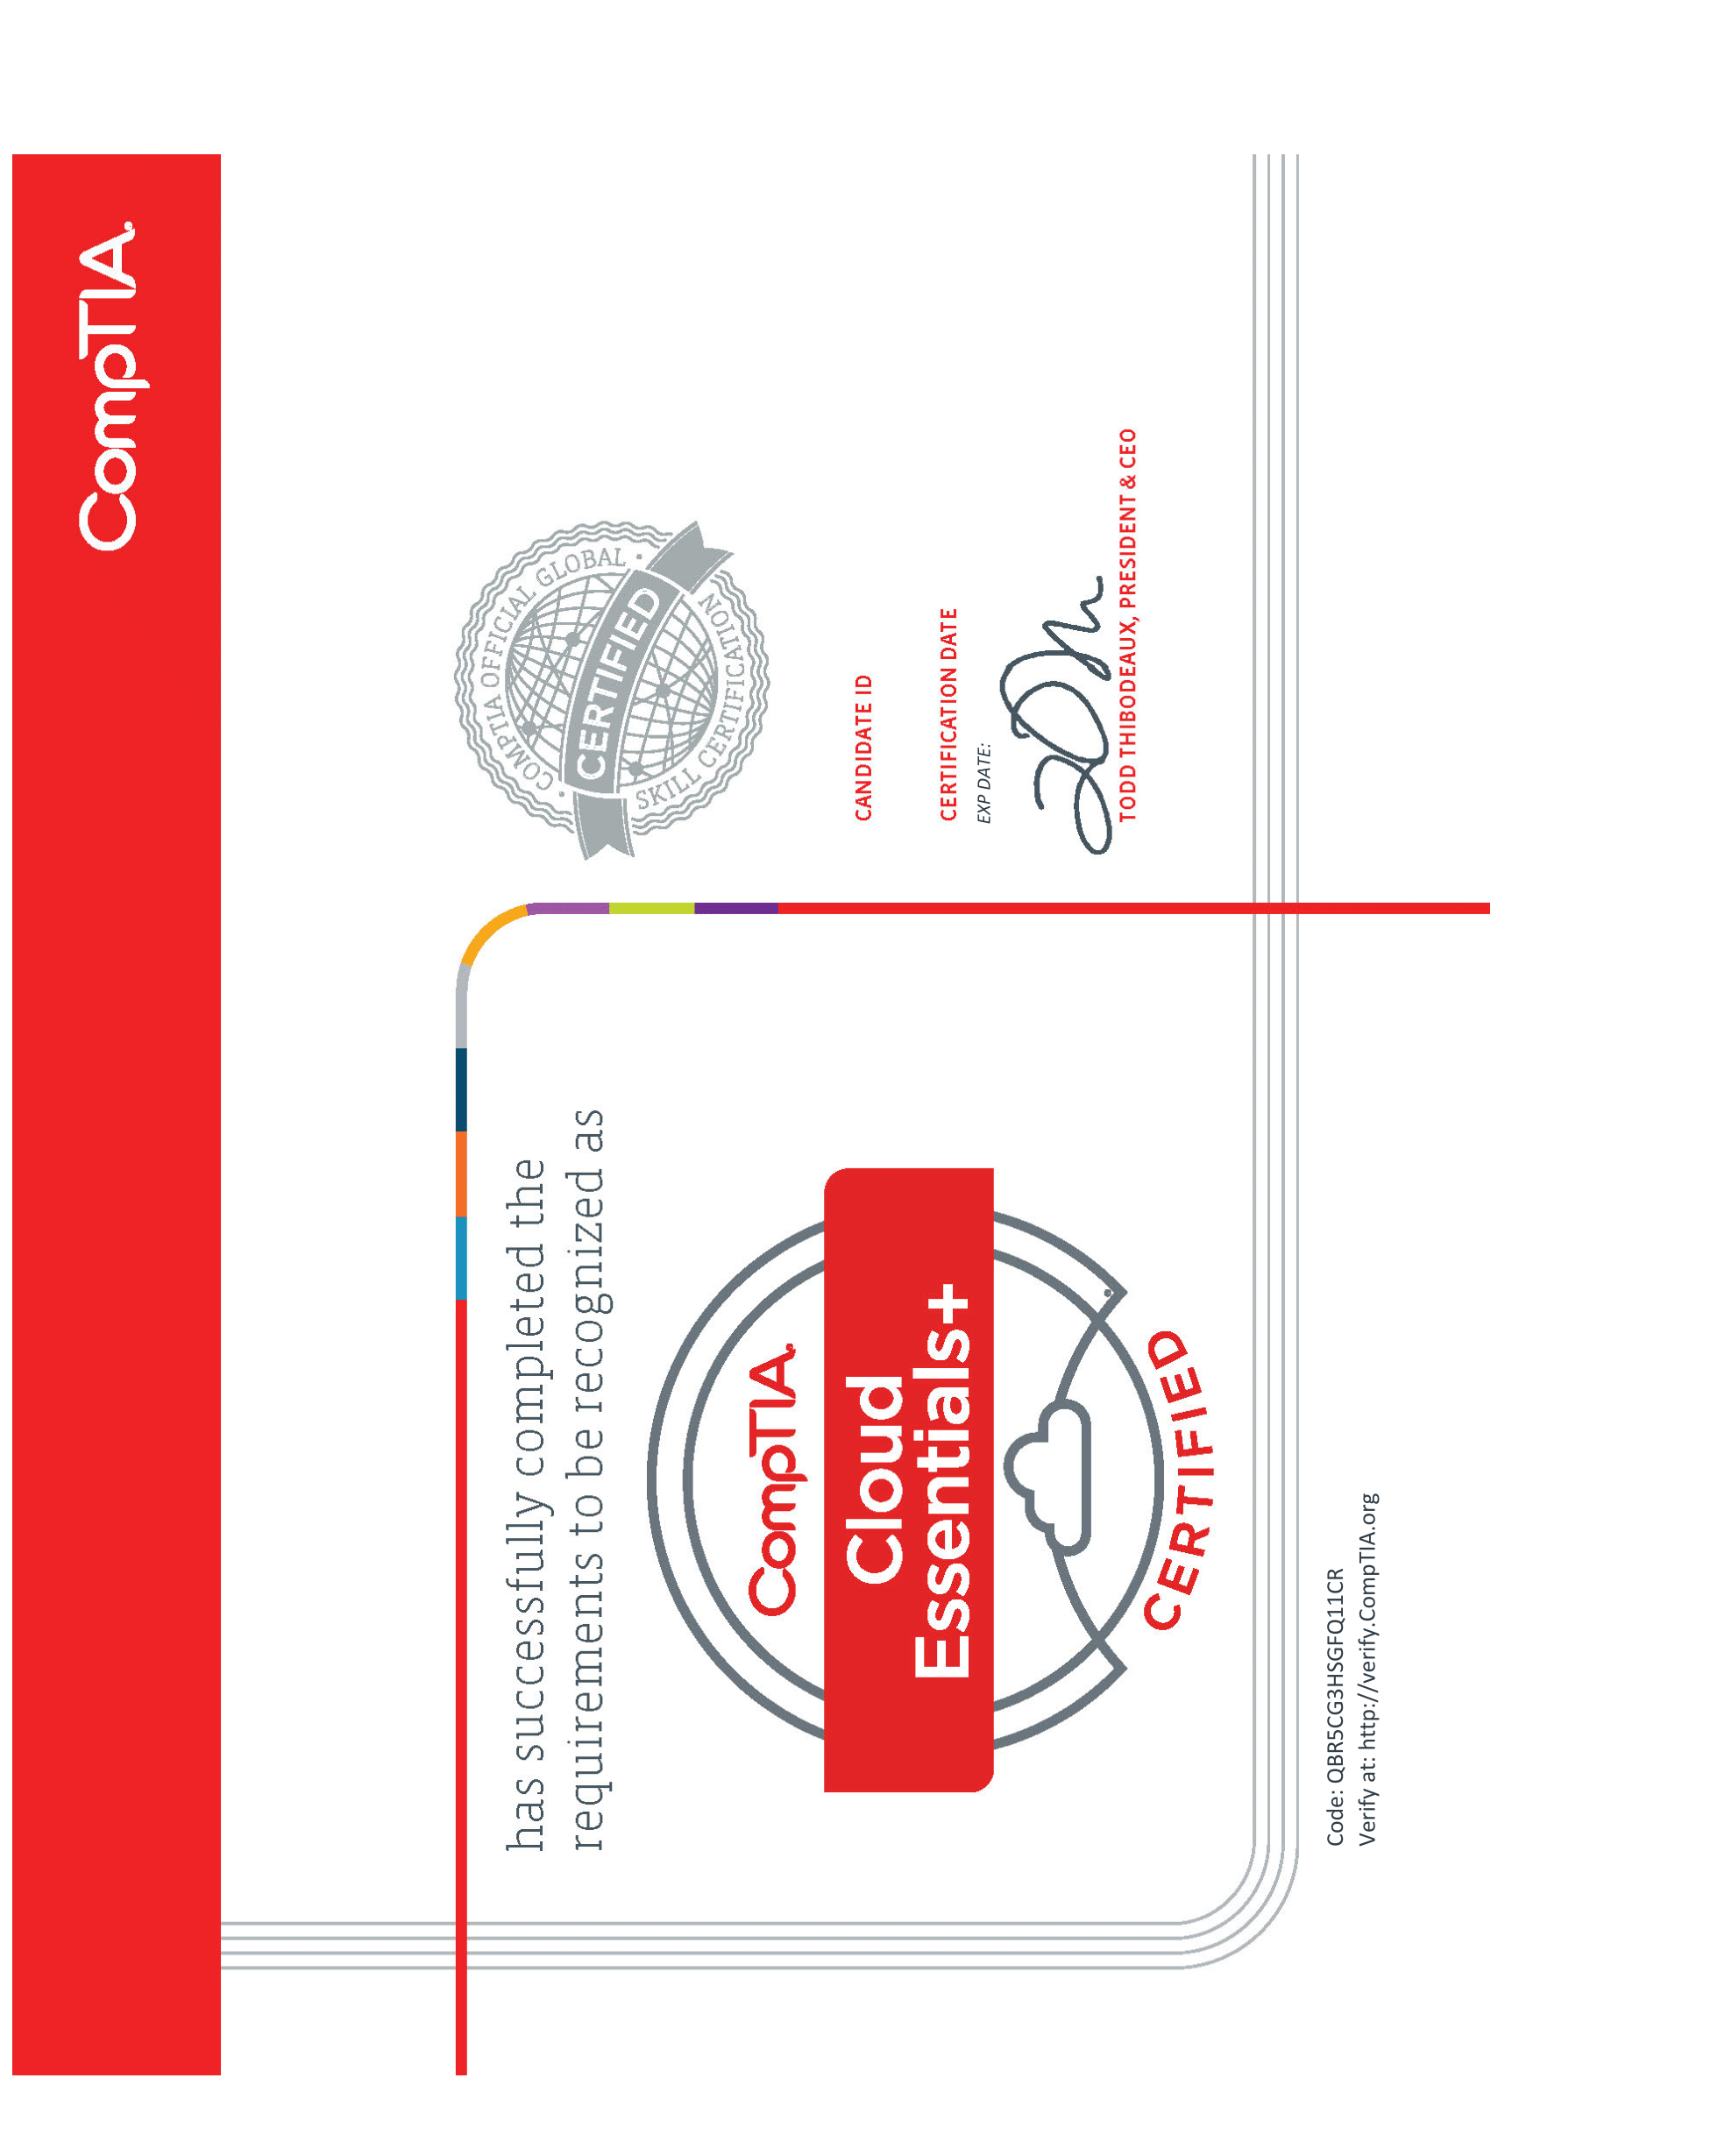 CompTIA.
has successfully completed the
requirements to be recognized as
CompTIA.
Cloud
Essentials+
CERTIFIED
COMPTIA OFFICIAL GLOBAL
CERTIFIED
SKILL CERTIFICATION
CANDIDATE ID
CERTIFICATION DATE
EXP DATE:
TODD THIBODEAUX, PRESIDENT & CEO
Code: QBR5CG3HSGFQ11CR
Verify at: http://verify.CompTIA.org